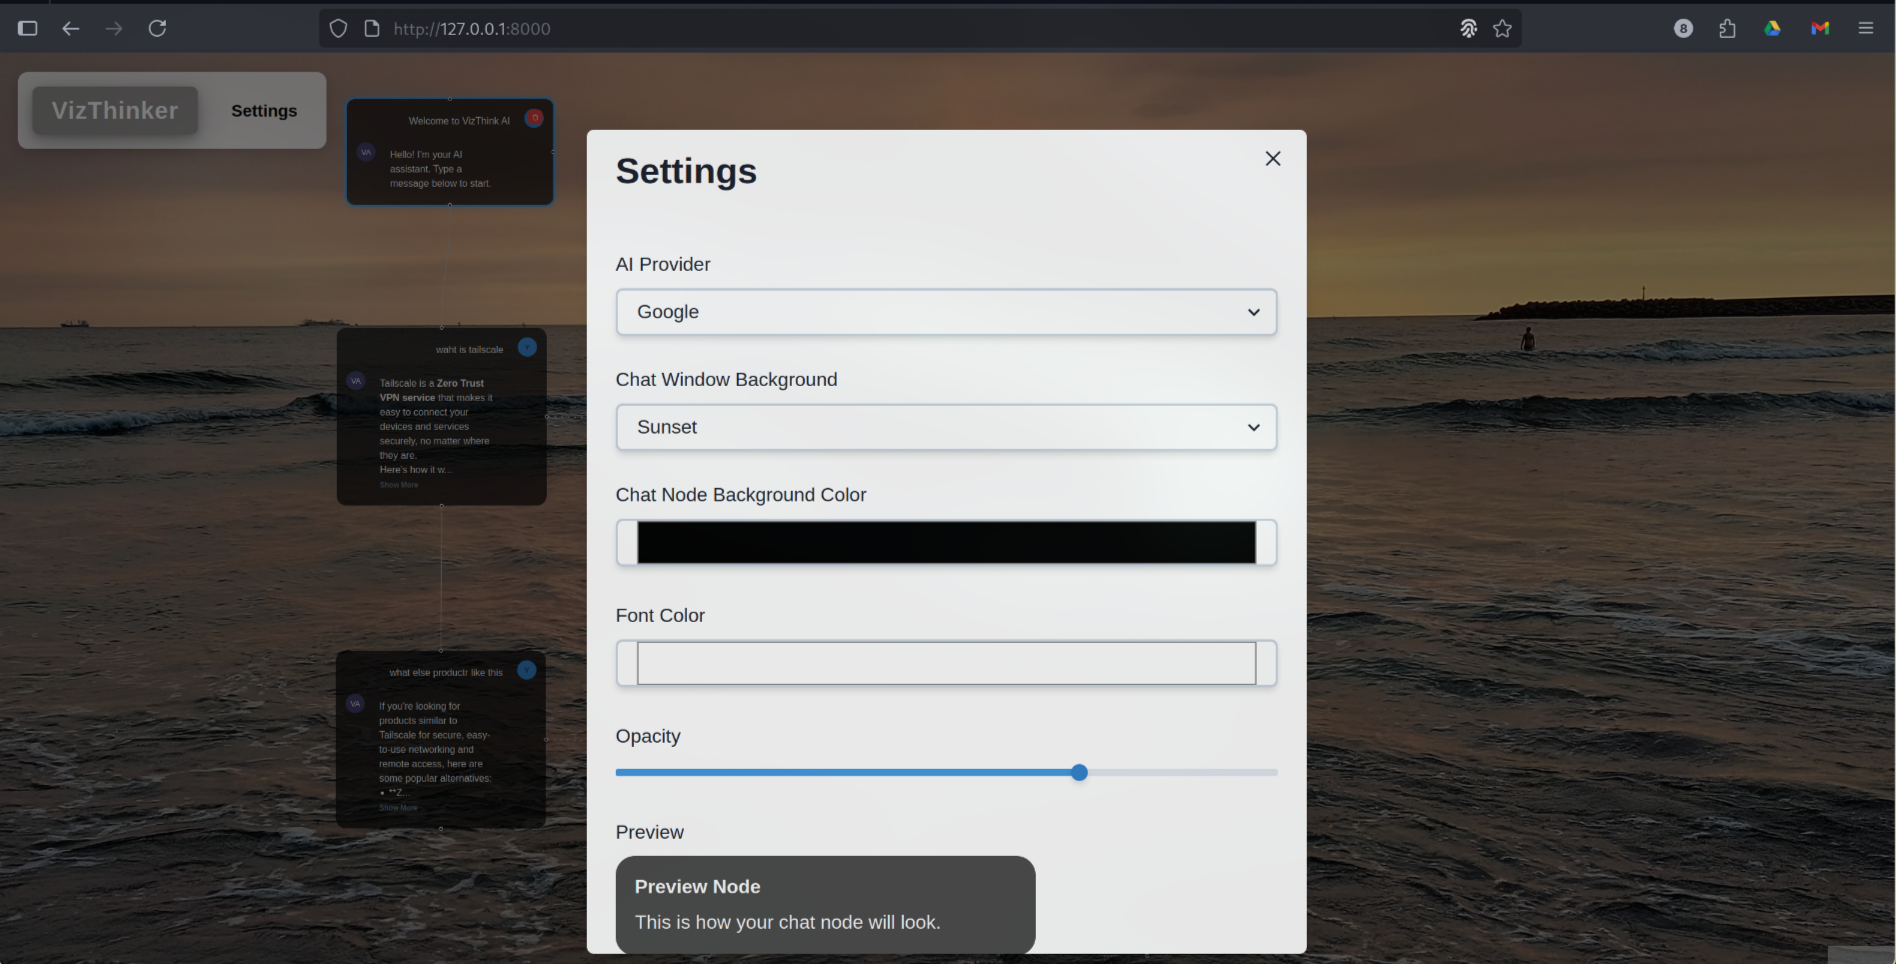 http://127.0.0.1:8000
8
VizThinker
Settings
Welcome to VizThink AI
VA
Hello! I'm your AI
assistant. Type a
message below to start.
waht is tailscale
Y
VA
Tailscale is a Zero Trust
VPN service that makes it
easy to connect your
devices and services
securely, no matter where
they are.
Here's how it w...
Show More
what else productr like this
Y
VA
If you're looking for
products similar to
Tailscale for secure, easy-
to-use networking and
remote access, here are
some popular alternatives:
• **Z...
Show More
Settings
AI Provider
Google
Chat Window Background
Sunset
Chat Node Background Color
Font Color
Opacity
Preview
Preview Node
This is how your chat node will look.